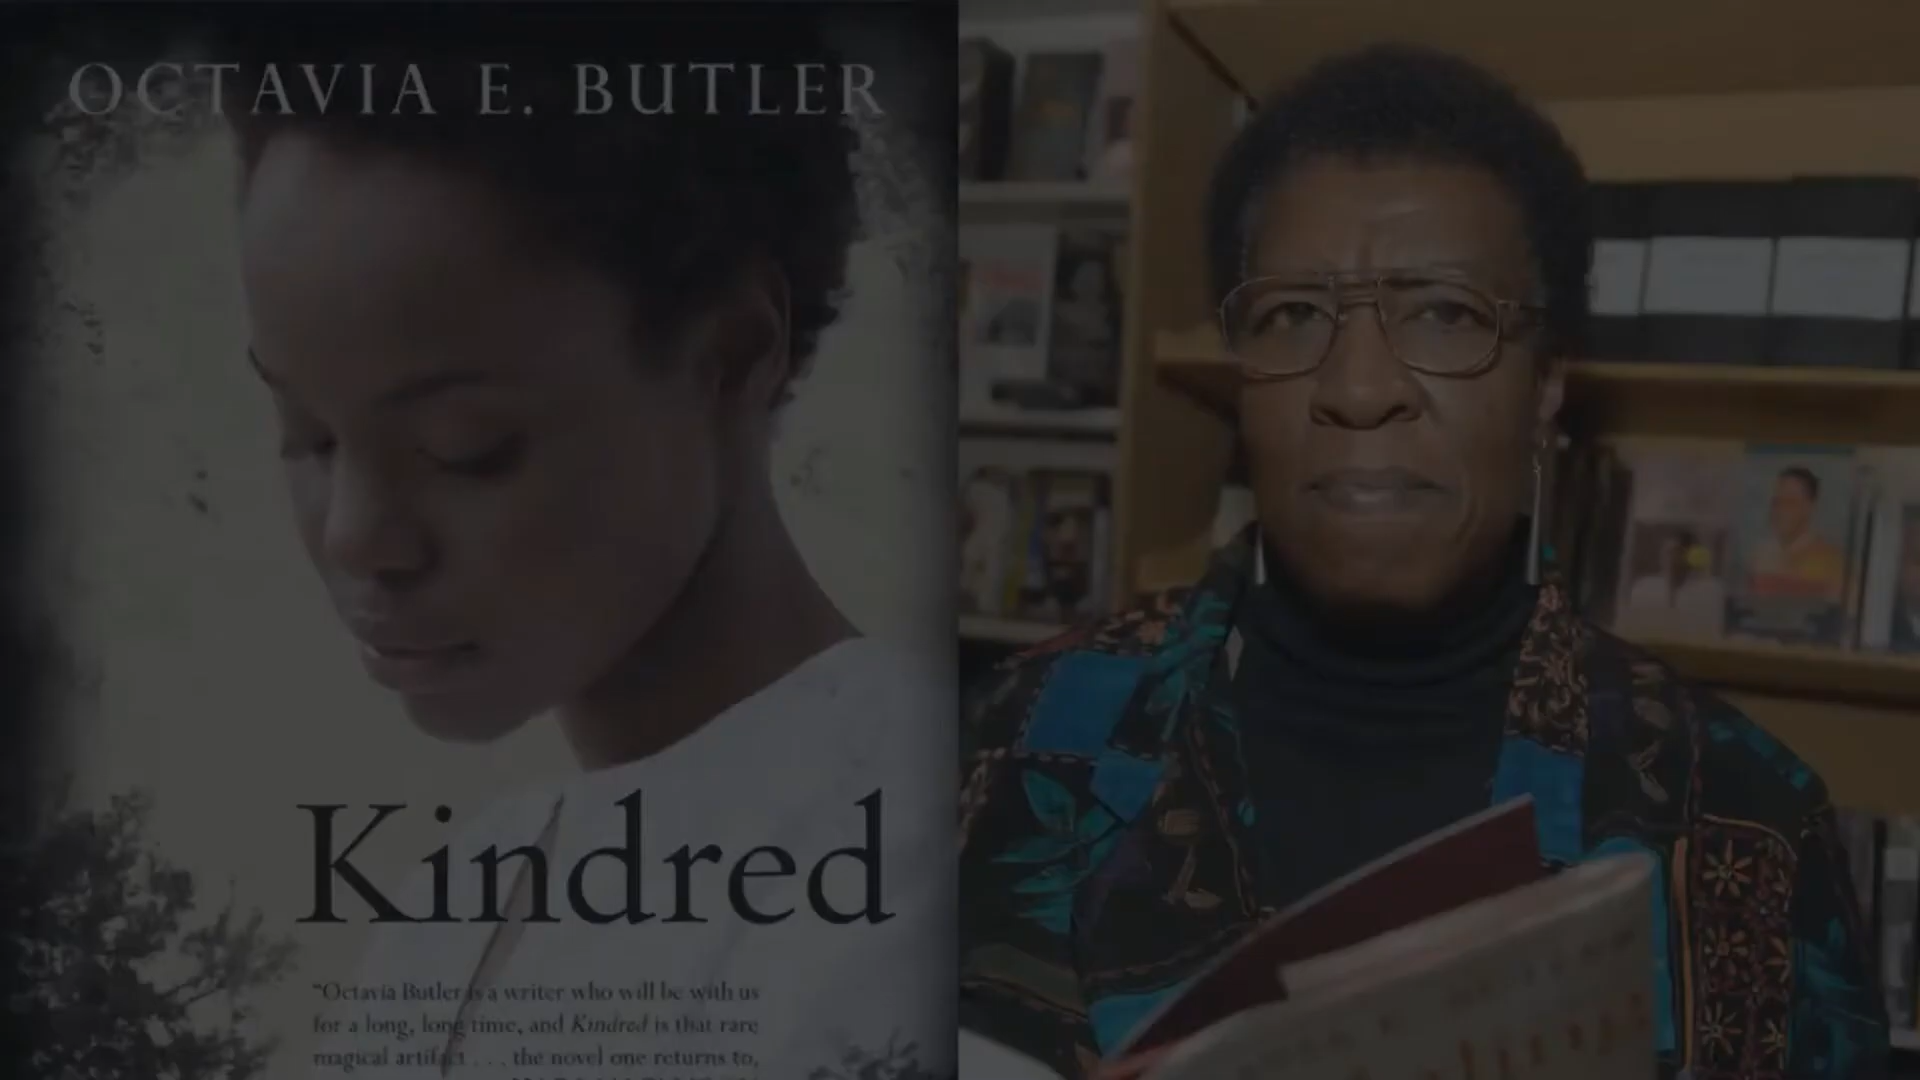 OCTAVIA E. BUTLER
Kindred
"Octavia Butler is a writer who will be with us
for a long, long time, and Kindred is that rare
magical artifact . . . the novel one returns to,